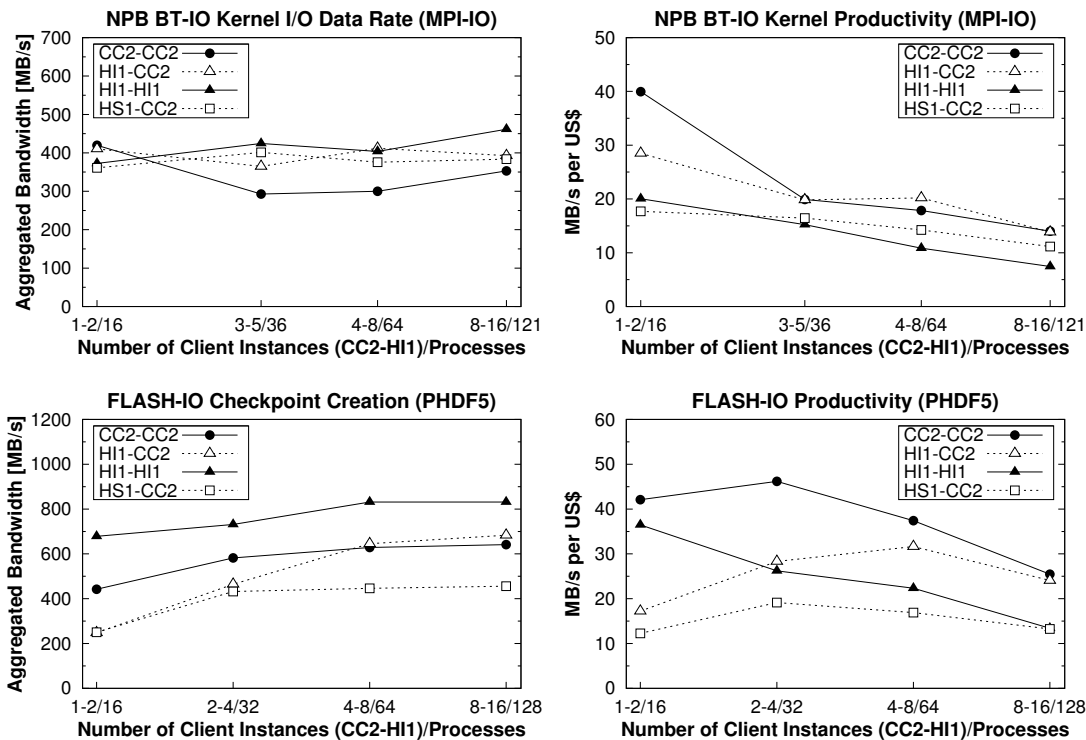 NPB BT-IO Kernel I/O Data Rate (MPI-IO)
Aggregated Bandwidth [MB/s]
700
600
500
400
300
200
100
0
CC2-CC2
HI1-CC2
HI1-HI1
HS1-CC2
1-2/16 3-5/36 4-8/64 8-16/121
Number of Client Instances (CC2-HI1)/Processes
NPB BT-IO Kernel Productivity (MPI-IO)
MB/s per US$
50
40
30
20
10
0
CC2-CC2
HI1-CC2
HI1-HI1
HS1-CC2
1-2/16 3-5/36 4-8/64 8-16/121
Number of Client Instances (CC2-HI1)/Processes
FLASH-IO Checkpoint Creation (PHDF5)
Aggregated Bandwidth [MB/s]
1200
1000
800
600
400
200
0
CC2-CC2
HI1-CC2
HI1-HI1
HS1-CC2
1-2/16 2-4/32 4-8/64 8-16/128
Number of Client Instances (CC2-HI1)/Processes
FLASH-IO Productivity (PHDF5)
MB/s per US$
60
50
40
30
20
10
0
CC2-CC2
HI1-CC2
HI1-HI1
HS1-CC2
1-2/16 2-4/32 4-8/64 8-16/128
Number of Client Instances (CC2-HI1)/Processes